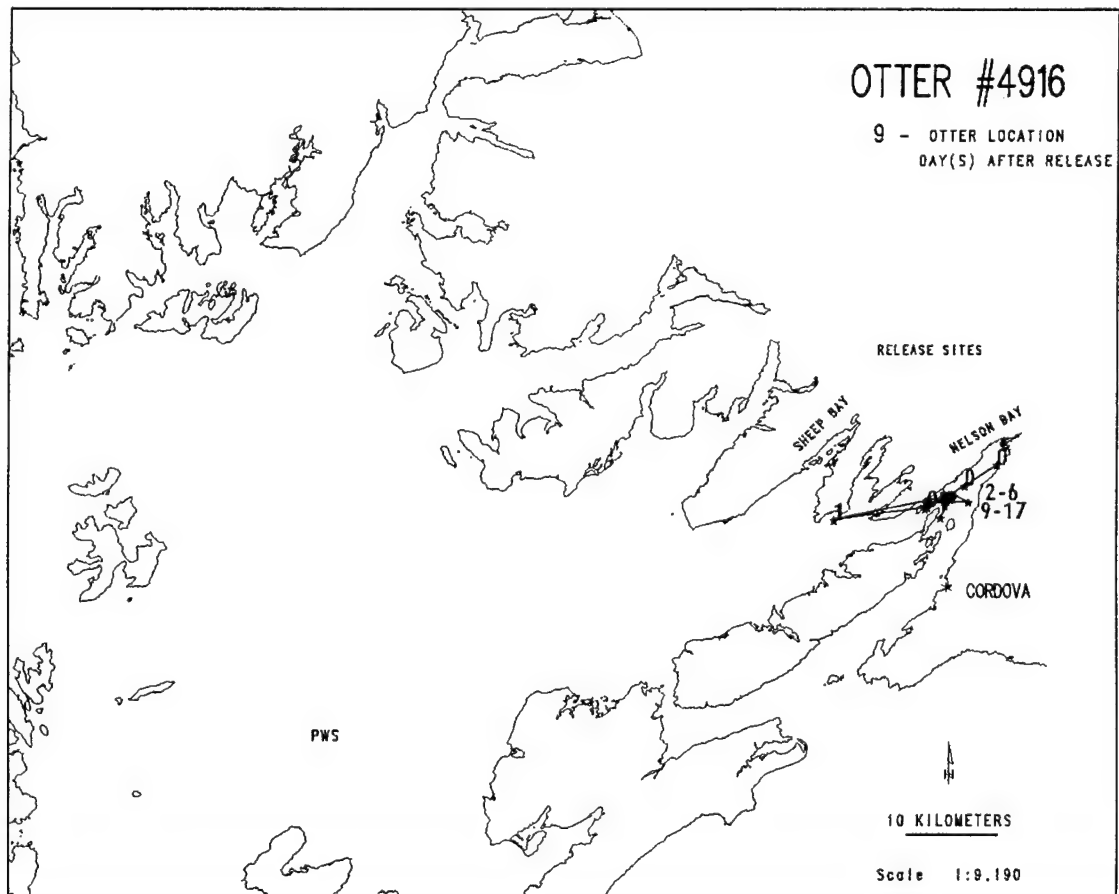 OTTER #4916
9 - OTTER LOCATION
DAY(S) AFTER RELEASE
RELEASE SITES
SHEEP BAY
NELSON BAY
D
D
1
2-6
9-17
CORDOVA
PWS
N
10 KILOMETERS
Scale 1:9,190